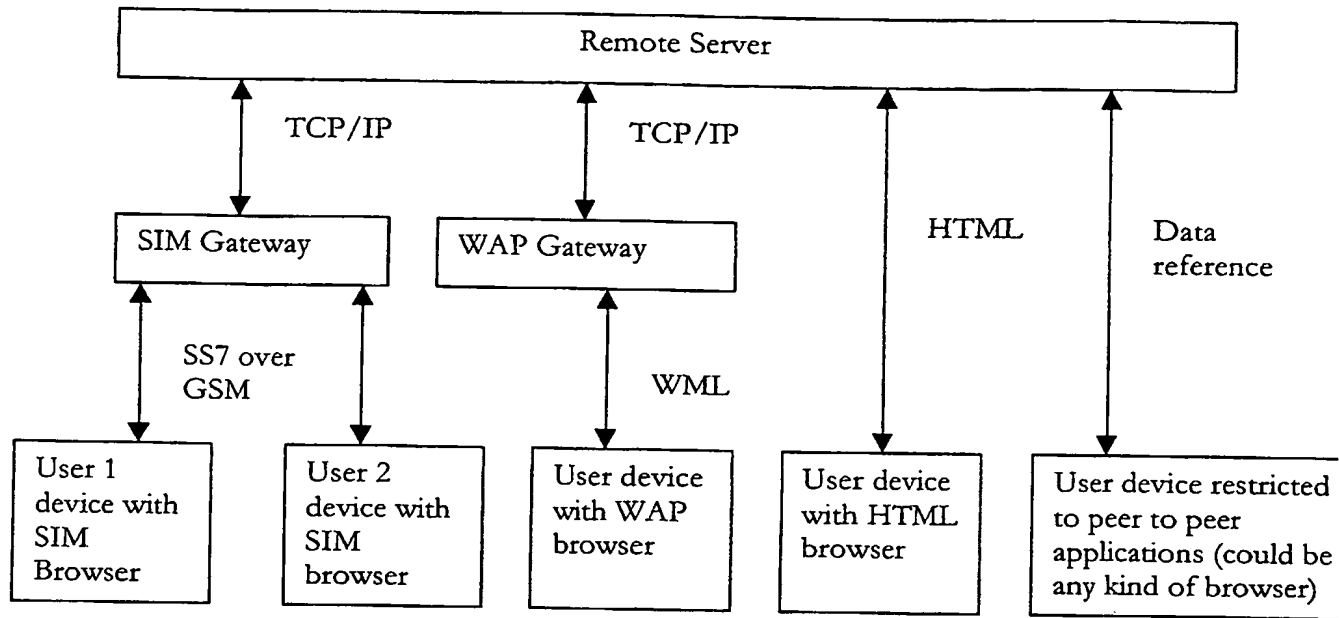 Remote Server
TCP/IP
TCP/IP
SIM Gateway
WAP Gateway
HTML
Data
reference
SS7 over
GSM
WML
User 1
device with
SIM
Browser
User 2
device with
SIM
browser
User device
with WAP
browser
User device
with HTML
browser
User device restricted
to peer to peer
applications (could be
any kind of browser)